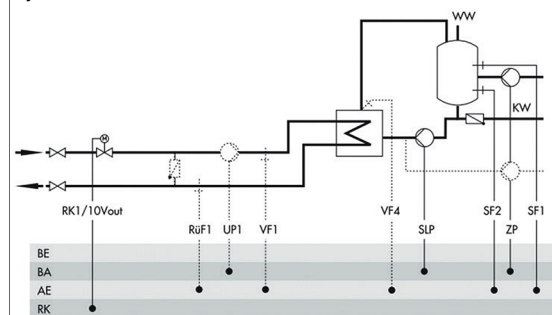 WW
M
KW
RK1/10Vout
RüF1
UP1
VF1
VF4
SLP
SF2
ZP
SF1
BE
BA
AE
RK